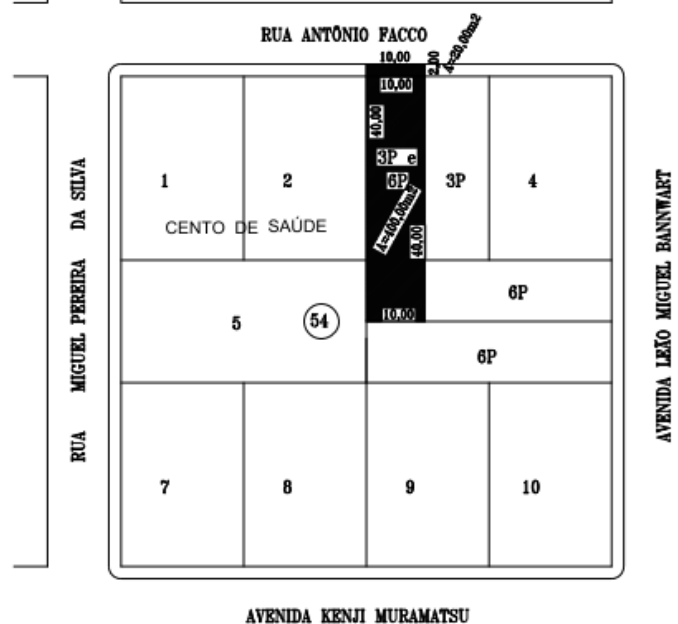 RUA ANTÔNIO FACCO
10,00
2,00
A=20,00m2
10,00
40,00
3P e
6P
A=400,00m2
40,00
10,00
1
2
3P
4
CENTO DE SAÚDE
6P
5
54
6P
7
8
9
10
RUA MIGUEL PEREIRA DA SILVA
AVENIDA LEÃO MIGUEL BANNWART
AVENIDA KENJI MURAMATSU